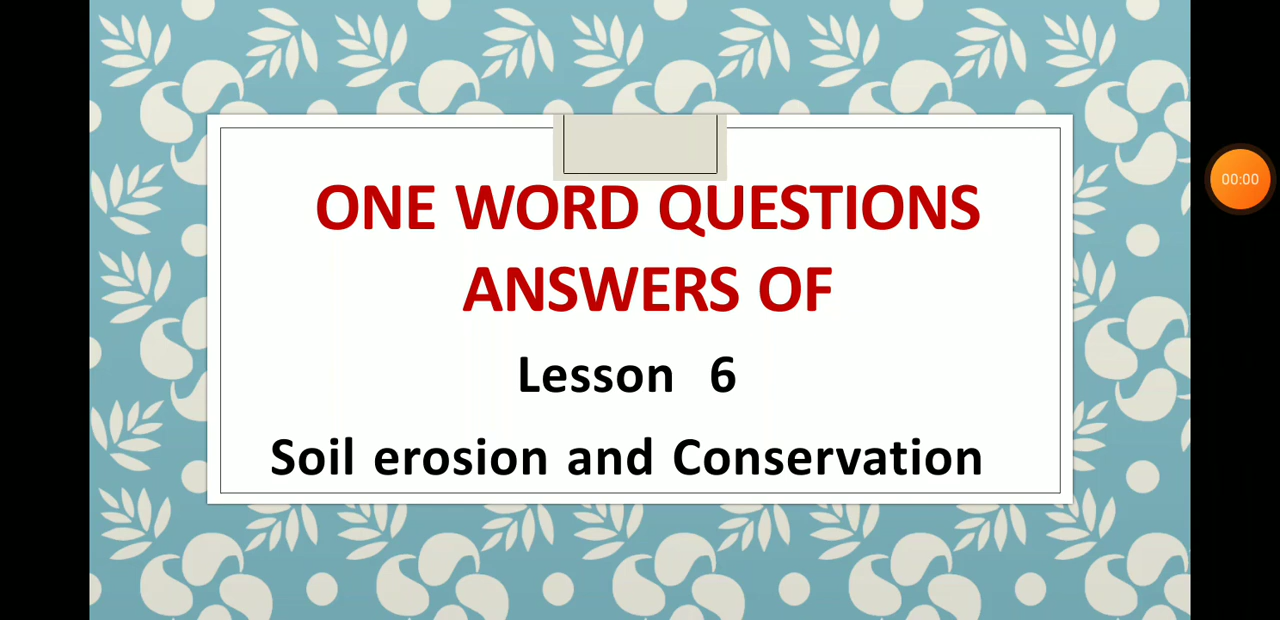 ONE WORD QUESTIONS
ANSWERS OF
Lesson 6
Soil erosion and Conservation
00:00